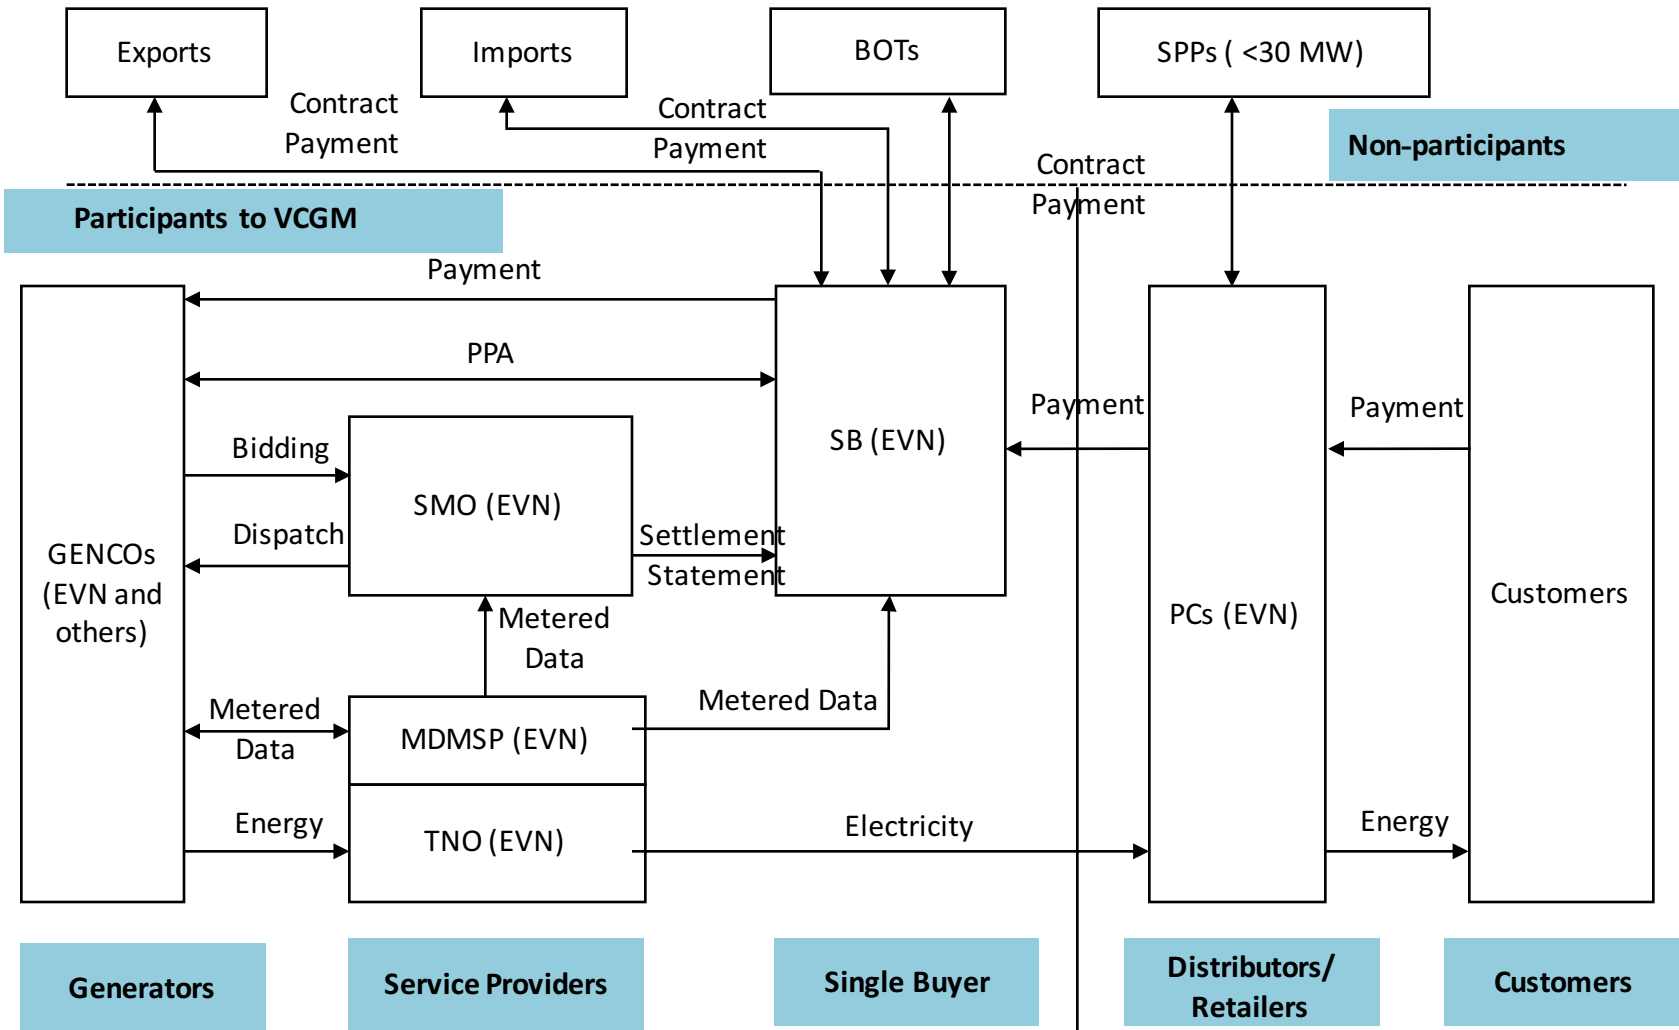 Exports
Imports
BOTs
SPPs ( <30 MW)
Contract
Payment
Contract
Payment
Contract
Payment
Non-participants
Participants to VCGM
Payment
PPA
Bidding
Dispatch
GENCOs
(EVN and
others)
SMO (EVN)
Settlement
Statement
SB (EVN)
Payment
PCs (EVN)
Payment
Customers
Metered
Data
Metered
Data
MDMSP (EVN)
Metered Data
Energy
TNO (EVN)
Electricity
Energy
Generators
Service Providers
Single Buyer
Distributors/
Retailers
Customers